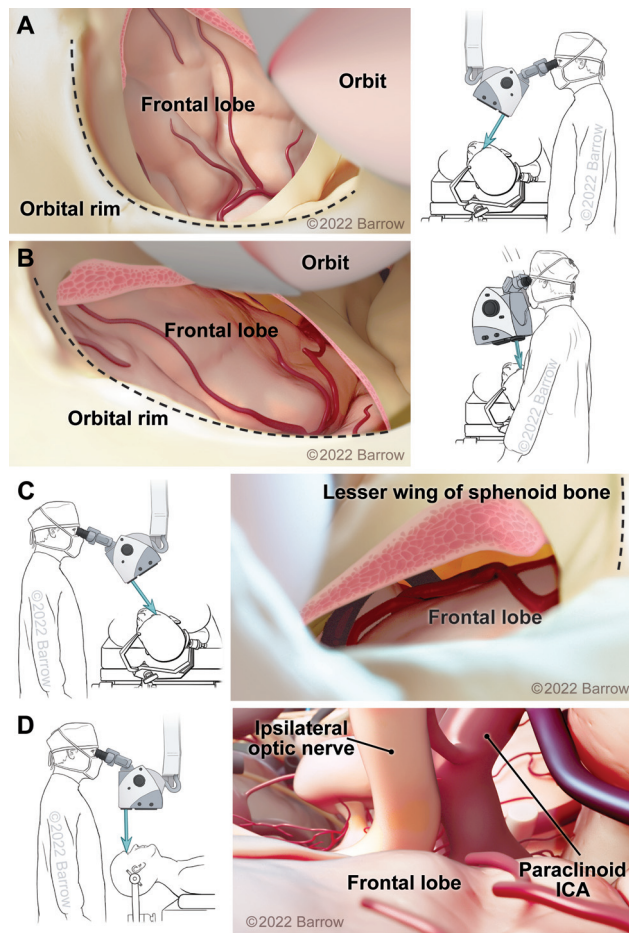 A
Frontal lobe
Orbit
Orbital rim
©2022 Barrow
©2022 Barrow
B
Orbit
Frontal lobe
Orbital rim
©2022 Barrow
©2022 Barrow
C
©2022 Barrow
Lesser wing of sphenoid bone
Frontal lobe
©2022 Barrow
D
©2022 Barrow
Ipsilateral
optic nerve
Frontal lobe
Paraclinoid
ICA
©2022 Barrow